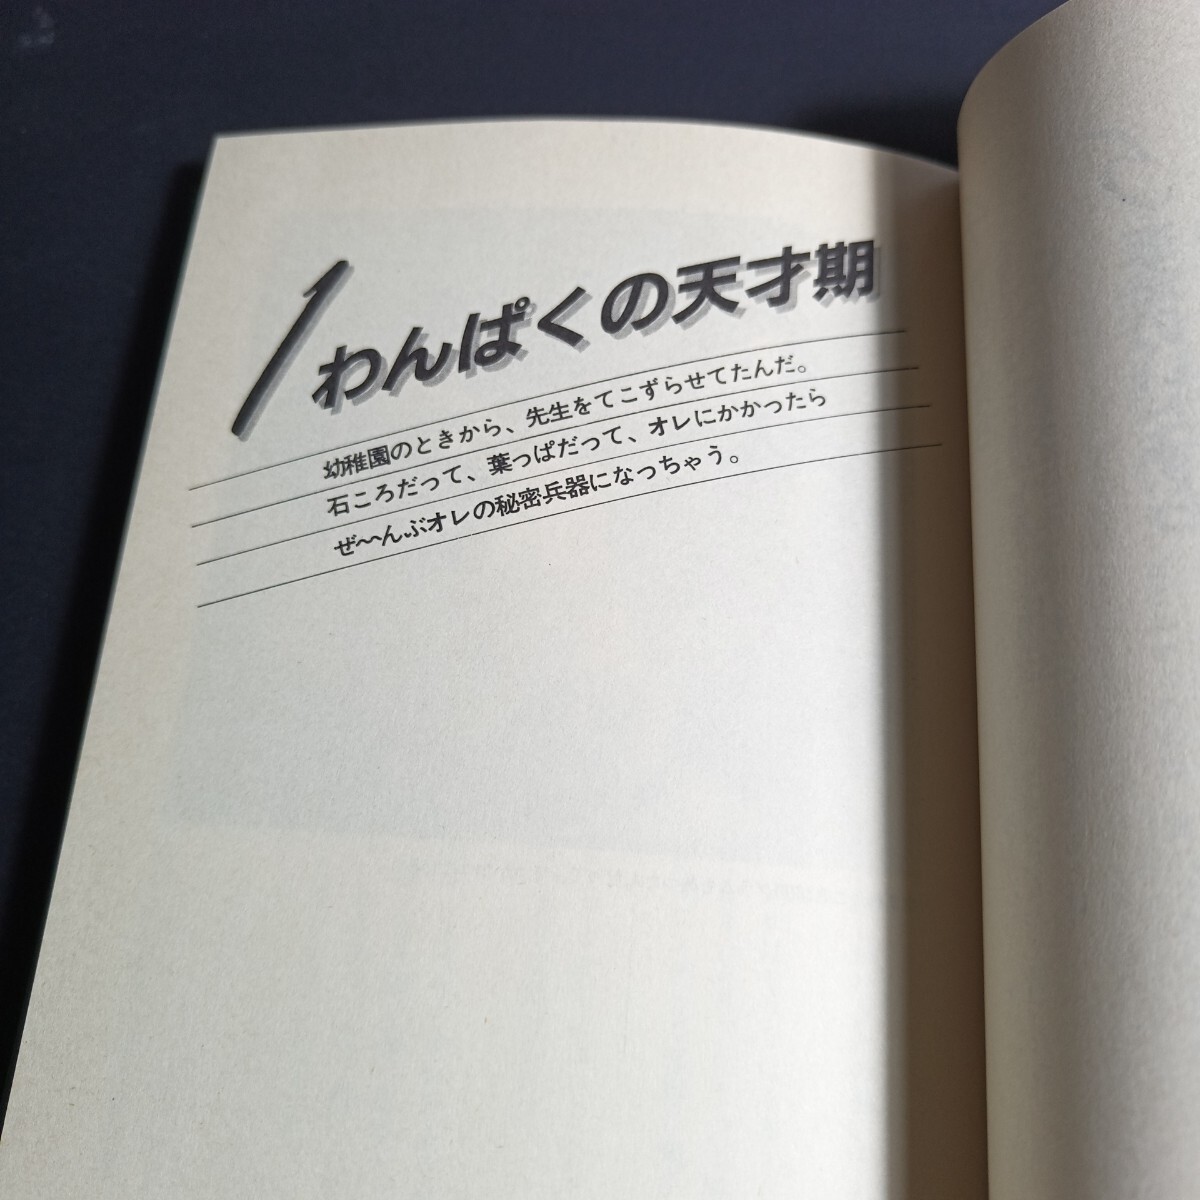 1 わんぱくの天才期
幼稚園のときから、先生をてこずらせてたんだ。
石ころだって、葉っぱだって、オレにかかったら
ぜ〜〜んぶオレの秘密兵器になっちゃう。